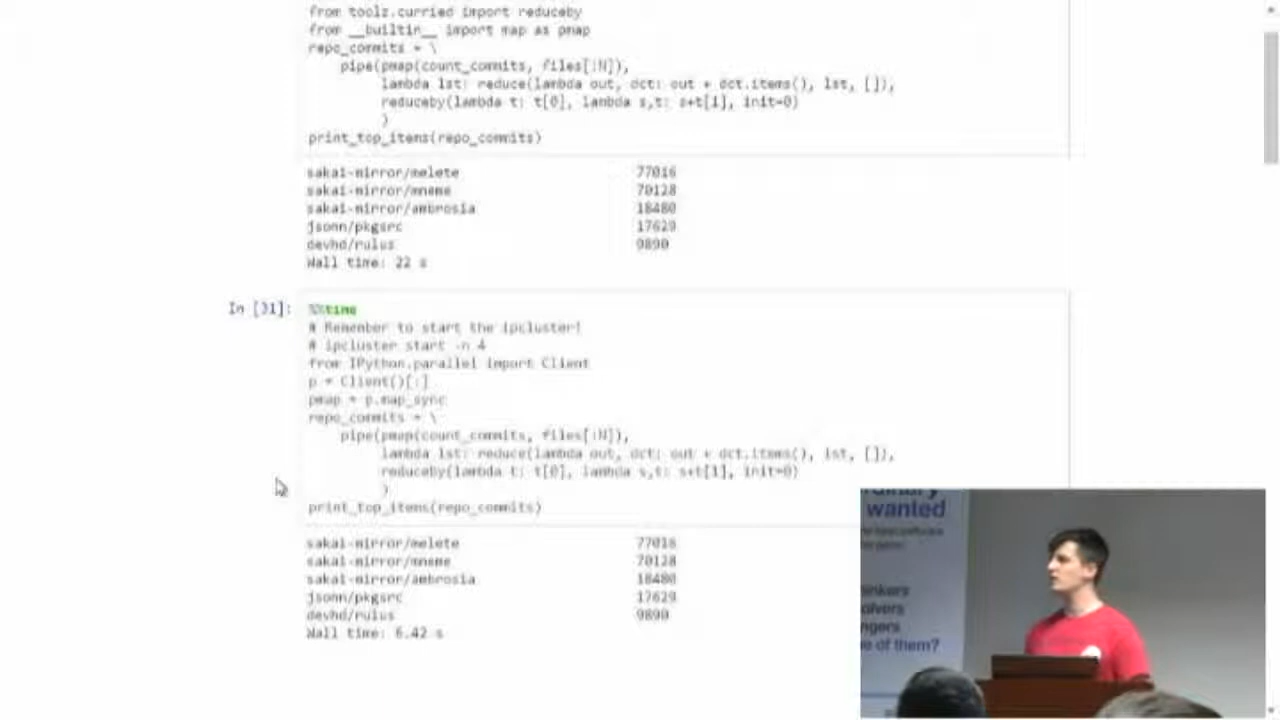 from toolz.curried import reduceby
from __builtin__ import map as pmap
repo_commits = \
pipe(pmap(count_commits, files[:N]),
lambda lst: reduce(lambda out, dct: out + dct.items(), lst, []),
reduceby(lambda t: t[0], lambda s,t: s+t[1], init=0)
)
print_top_items(repo_commits)
sakai-mirror/melete 77016
sakai-mirror/mneme 70128
sakai-mirror/ambrosia 18480
jsonn/pkgsrc 17629
devhd/rulus 9890
Wall time: 22 s
In [31]: %%time
# Remember to start the ipcluster!
# ipcluster start -n 4
from IPython.parallel import Client
p = Client()[:]
pmap = p.map_sync
repo_commits = \
pipe(pmap(count_commits, files[:N]),
lambda lst: reduce(lambda out, dct: out + dct.items(), lst, []),
reduceby(lambda t: t[0], lambda s,t: s+t[1], init=0)
)
print_top_items(repo_commits)
sakai-mirror/melete 77016
sakai-mirror/mneme 70128
sakai-mirror/ambrosia 18480
jsonn/pkgsrc 17629
devhd/rulus 9890
Wall time: 6.42 s
wanted
of them?